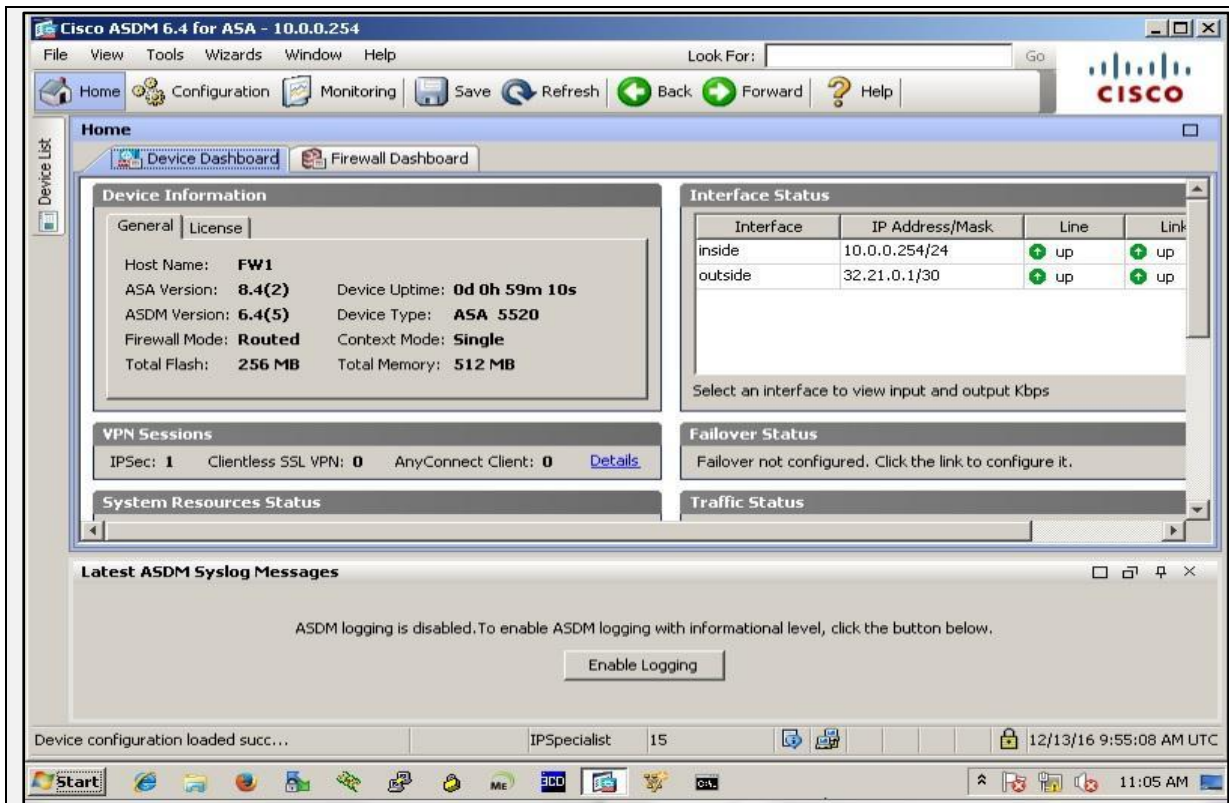 Cisco ASDM 6.4 for ASA - 10.0.0.254
File View Tools Wizards Window Help Look For: Go
Home Configuration Monitoring Save Refresh Back Forward Help
CISCO
Device List
Home
Device Dashboard Firewall Dashboard
Device Information
General License
Host Name: FW1
ASA Version: 8.4(2) Device Uptime: 0d 0h 59m 10s
ASDM Version: 6.4(5) Device Type: ASA 5520
Firewall Mode: Routed Context Mode: Single
Total Flash: 256 MB Total Memory: 512 MB
Interface Status
Interface IP Address/Mask Line Link
inside 10.0.0.254/24 up up
outside 32.21.0.1/30 up up
Select an interface to view input and output Kbps
VPN Sessions
IPSec: 1 Clientless SSL VPN: 0 AnyConnect Client: 0 Details
Failover Status
Failover not configured. Click the link to configure it.
System Resources Status
Traffic Status
Latest ASDM Syslog Messages
ASDM logging is disabled.To enable ASDM logging with informational level, click the button below.
Enable Logging
Device configuration loaded succ... IPSpecialist 15 12/13/16 9:55:08 AM UTC
Start ME 3CD C:\. 11:05 AM